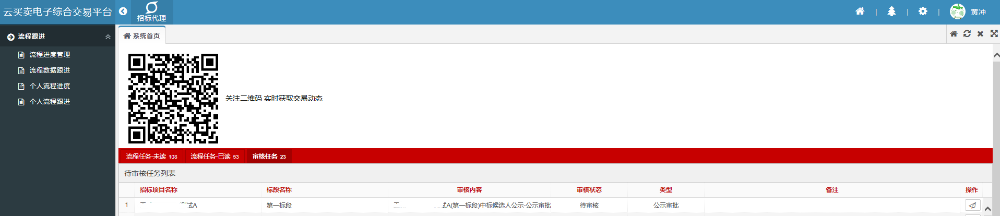 云买卖电子综合交易平台
招标代理
黄冲
流程跟进
流程进度管理
流程数据跟进
个人流程进度
个人流程跟进
系统首页
关注二维码 实时获取交易动态
流程任务-未读 108 流程任务-已读 53 审核任务 23
待审核任务列表
招标项目名称 标段名称 审核内容 审核状态 类型 备注 操作
1 试A 第一标段 试A(第一标段)中标候选人公示-公示审批 待审核 公示审批